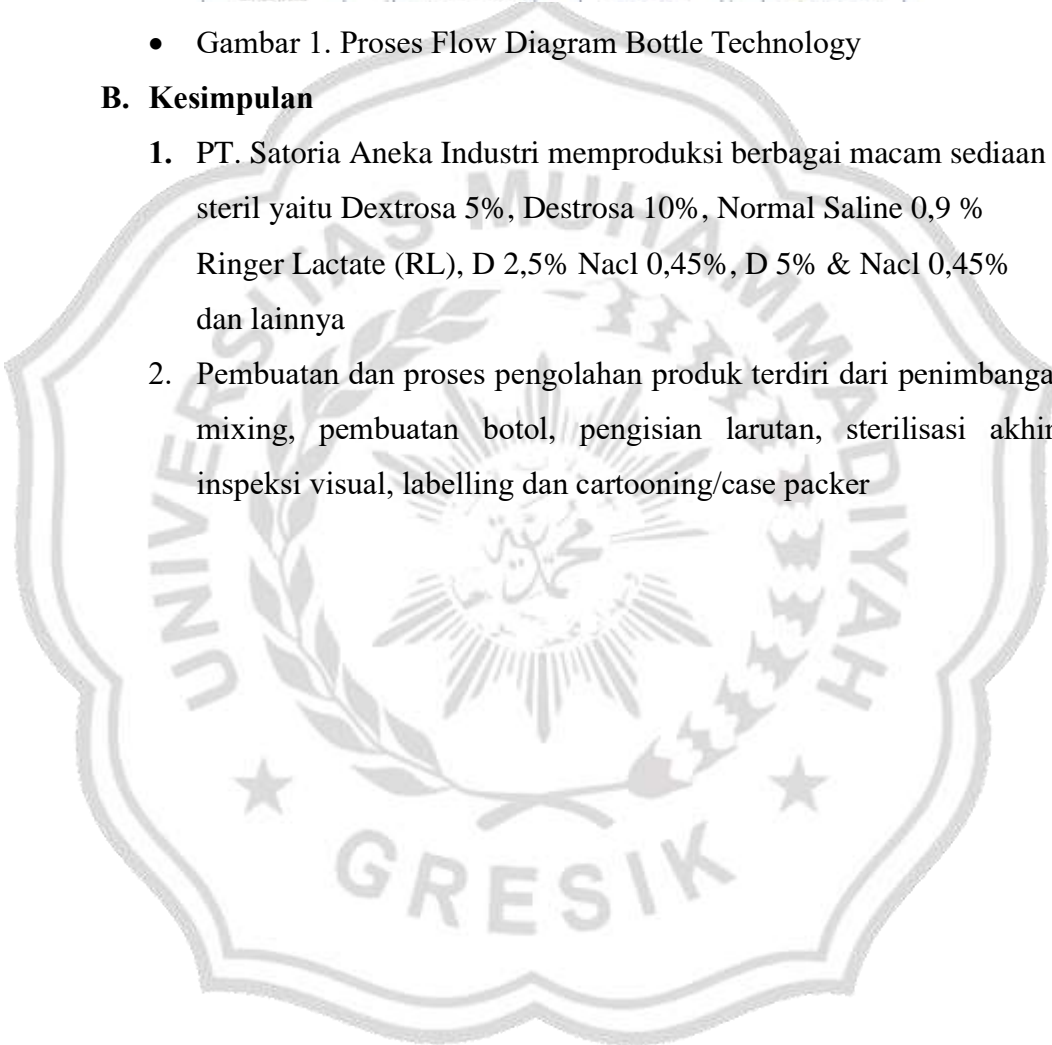 • Gambar 1. Proses Flow Diagram Bottle Technology
B. Kesimpulan
1. PT. Satoria Aneka Industri memproduksi berbagai macam sediaan
steril yaitu Dextrosa 5%, Destrosa 10%, Normal Saline 0,9 %
Ringer Lactate (RL), D 2,5% Nacl 0,45%, D 5% & Nacl 0,45%
dan lainnya
2. Pembuatan dan proses pengolahan produk terdiri dari penimbanga
mixing, pembuatan botol, pengisian larutan, sterilisasi akhir
inspeksi visual, labelling dan cartooning/case packer
UNIVERSITAS MUHAMMADIYAH
GRESIK